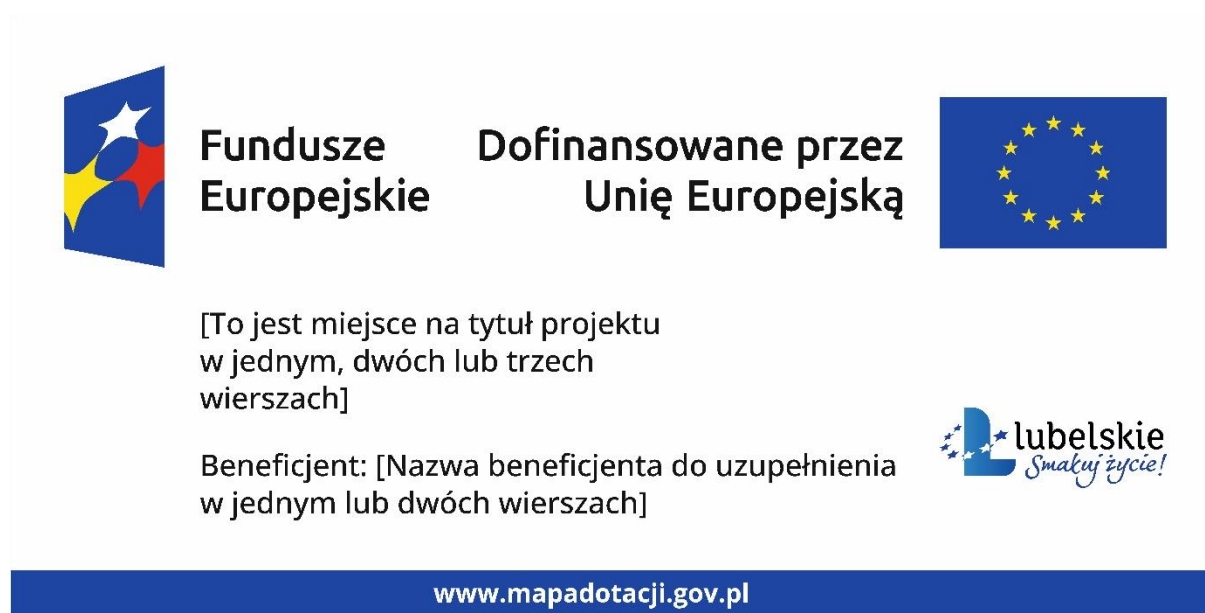 Fundusze
Europejskie
Dofinansowane przez
Unię Europejską
[To jest miejsce na tytuł projektu
w jednym, dwóch lub trzech
wierszach]
Beneficjent: [Nazwa beneficjenta do uzupełnienia
w jednym lub dwóch wierszach]
lubelskie
Smakuj życie!
www.mapadotacji.gov.pl